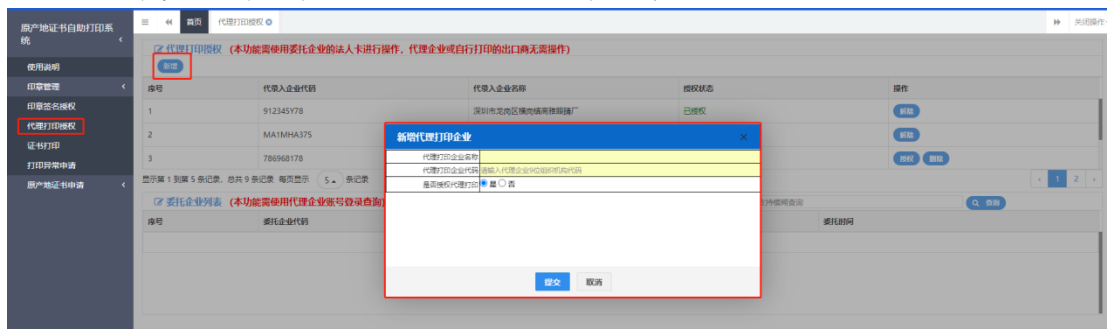 原产地证书自助打印系统
首页
代理打印授权
关闭操作
使用说明
印章管理
印章签名授权
代理打印授权
证书打印
打印异常申请
原产地证书申请
代理打印授权 (本功能需使用委托企业的法人卡进行操作，代理企业或自行打印的出口商无需操作)
新增
序号 代录入企业代码 代录入企业名称 授权状态 操作
1 912345Y78 深圳市龙岗区横岗镇高雅眼镜厂 已授权 解除
2 MA1MHA375 解除
3 786968178 授权 删除
显示第 1 到第 5 条记录，总共 9 条记录 每页显示 5 条记录
1 2
委托企业列表 (本功能需使用代理企业账号登录查询)
支持模糊查询
查询
序号 委托企业代码 委托时间
新增代理打印企业
代理打印企业名称
代理打印企业代码 请输入代理企业9位组织机构代码
是否授权代理打印 是 否
提交 取消